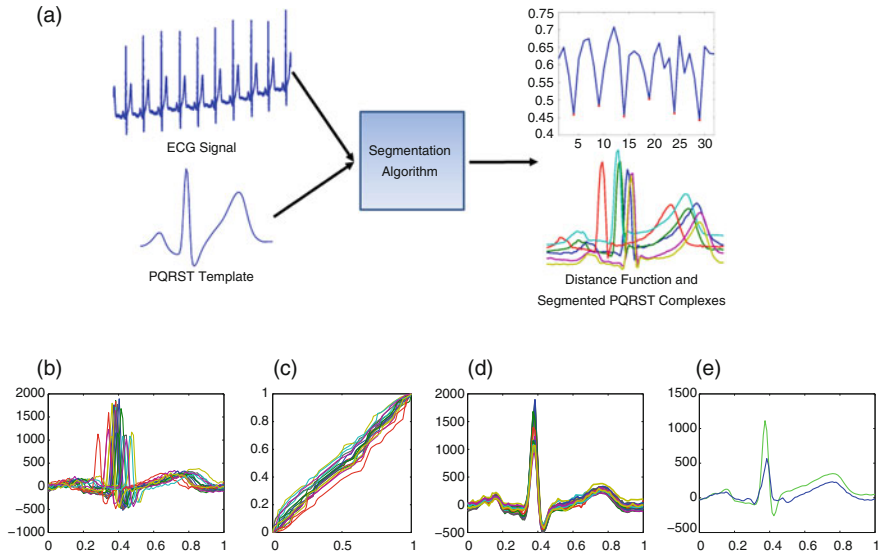 (a)
ECG Signal
PQRST Template
Segmentation
Algorithm
0.75
0.7
0.65
0.6
0.55
0.5
0.45
0.4
5 10 15 20 25 30
Distance Function and
Segmented PQRST Complexes
(b)
2000
1500
1000
500
0
−500
−1000
0 0.2 0.4 0.6 0.8 1
(c)
1
0.8
0.6
0.4
0.2
0
0 1
(d)
2000
1500
1000
500
0
−500
0 0.2 0.4 0.6 0.8 1
(e)
1500
1000
500
0
−500
0 0.2 0.4 0.6 0.8 1